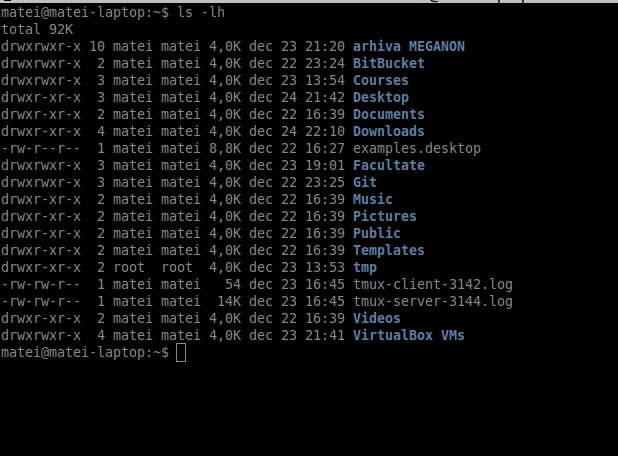 matei@matei-laptop:~$ ls -lh
total 92K
drwxrwxr-x 10 matei matei 4,0K dec 23 21:20 arhiva MEGANON
drwxrwxr-x  2 matei matei 4,0K dec 22 23:24 BitBucket
drwxrwxr-x  3 matei matei 4,0K dec 23 13:54 Courses
drwxr-xr-x  3 matei matei 4,0K dec 24 21:42 Desktop
drwxr-xr-x  2 matei matei 4,0K dec 22 16:39 Documents
drwxr-xr-x  4 matei matei 4,0K dec 24 22:10 Downloads
-rw-r--r--  1 matei matei 8,8K dec 22 16:27 examples.desktop
drwxrwxr-x  3 matei matei 4,0K dec 23 19:01 Facultate
drwxrwxr-x  3 matei matei 4,0K dec 22 23:25 Git
drwxr-xr-x  2 matei matei 4,0K dec 22 16:39 Music
drwxr-xr-x  2 matei matei 4,0K dec 22 16:39 Pictures
drwxr-xr-x  2 matei matei 4,0K dec 22 16:39 Public
drwxr-xr-x  2 matei matei 4,0K dec 22 16:39 Templates
drwxr-xr-x  2 root  root  4,0K dec 23 13:53 tmp
-rw-rw-r--  1 matei matei   54 dec 23 16:45 tmux-client-3142.log
-rw-rw-r--  1 matei matei  14K dec 23 16:45 tmux-server-3144.log
drwxr-xr-x  2 matei matei 4,0K dec 22 16:39 Videos
drwxrwxr-x  4 matei matei 4,0K dec 23 21:41 VirtualBox VMs
matei@matei-laptop:~$